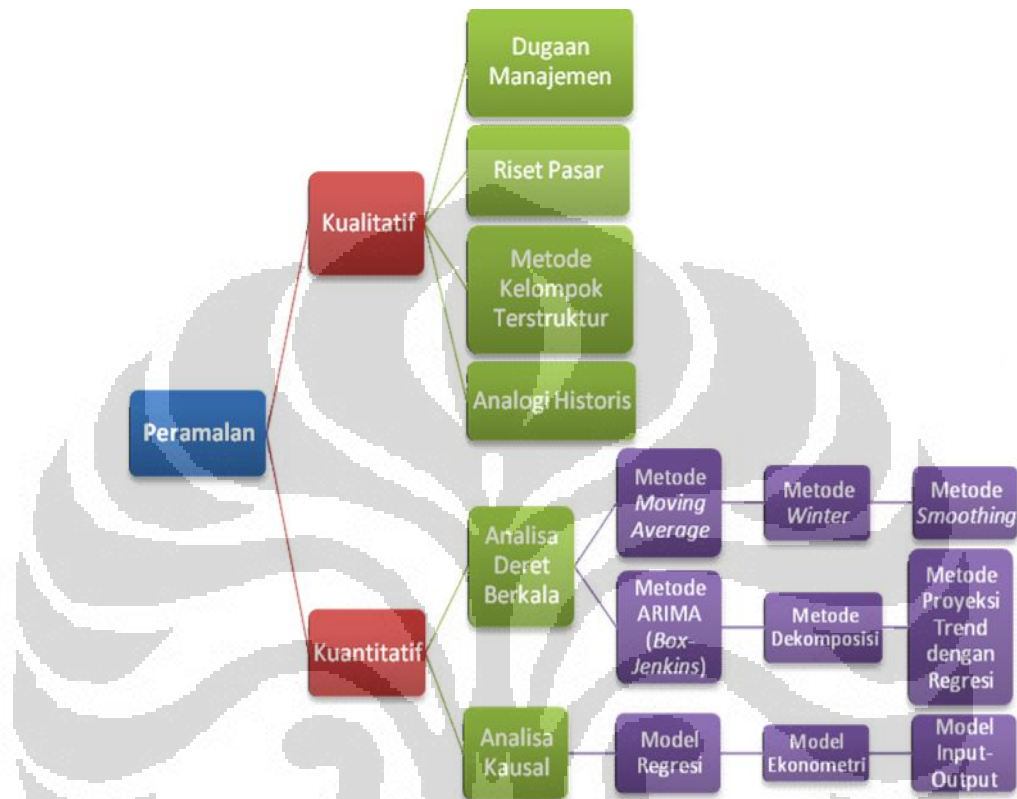 Dugaan
Manajemen
Riset Pasar
Kualitatif
Metode
Kelompok
Terstruktur
Analogi Historis
Peramalan
Metode
Moving
Average
Metode
Winter
Metode
Smoothing
Analisa
Deret
Berkala
Metode
ARIMA
(Box-
Jenkins)
Metode
Dekomposisi
Metode
Proyeksi
Trend
dengan
Regresi
Kuantitatif
Analisa
Kausal
Model
Regresi
Model
Ekonometri
Model
Input-
Output